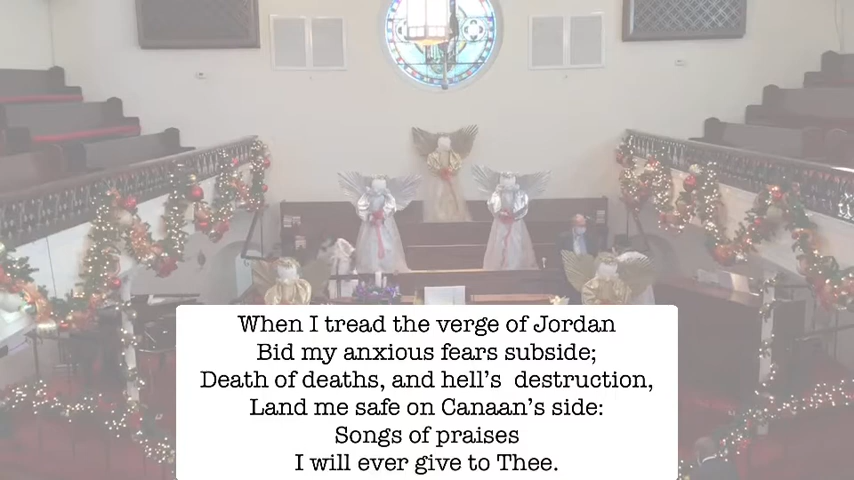 When I tread the verge of Jordan
Bid my anxious fears subside;
Death of deaths, and hell's  destruction,
Land me safe on Canaan's side:
Songs of praises
I will ever give to Thee.